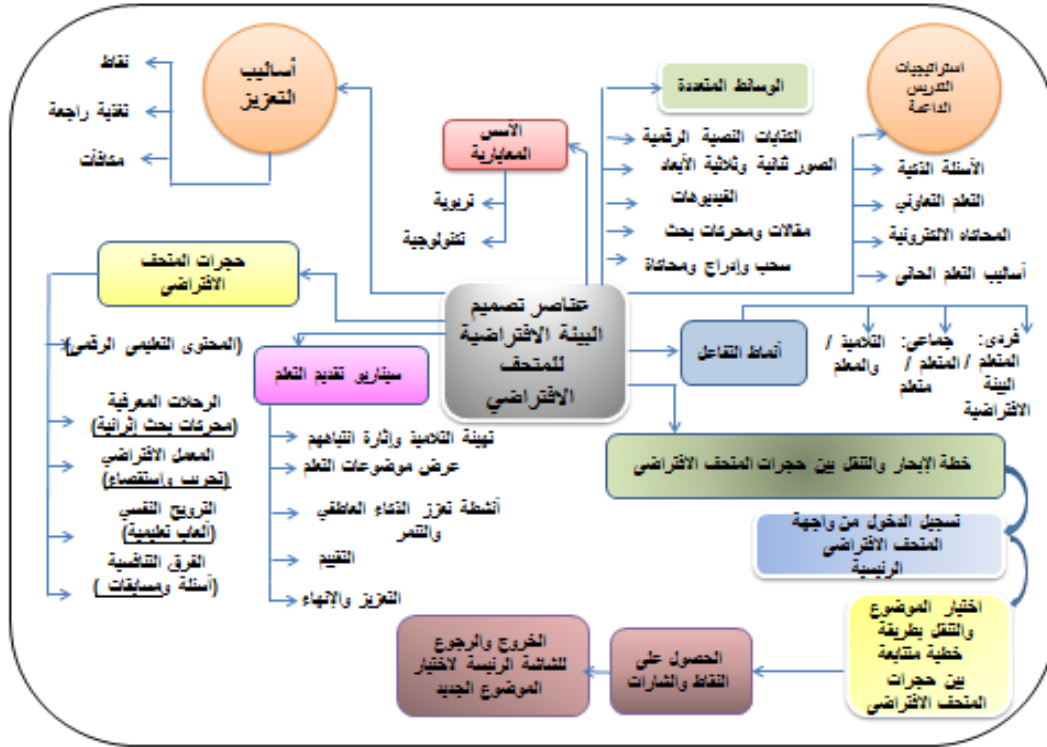 استراتيجيات
التدريس
الداعمة
الأسئلة الذكية
التعلم التعاوني
المحاكاه الالكترونية
أساليب التعلم الحاني
الوسائط المتعددة
الكتابات النصية الرقمية
الصور ثنائية وثلاثية الأبعاد
الفيديوهات
مقالات ومحركات بحث
سحب وإدراج ومحاكاة
الأسس
المعيارية
تربوية
تكنولوجية
أساليب
التعزيز
نقاط
تغذية راجعة
مكافآت
عناصر تصميم
البيئة الافتراضية
للمتحف
الافتراضي
أنماط التفاعل
فردى:
المتعلم /
البيئة
الافتراضية
جماعي:
المتعلم /
متعلم
التلاميذ /
والمعلم
حجرات المتحف
الافتراضي
(المحتوى التعليمي الرقمي)
الرحلات المعرفية
(محركات بحث إثرائية)
المعمل الافتراضي
(تجريب واستقصاء)
الترويح النفسي
(ألعاب تعليمية)
الفرق التنافسية
(أسئلة ومسابقات )
سيناريو تقديم التعلم
تهيئة التلاميذ وإثارة انتباههم
عرض موضوعات التعلم
أنشطة تعزز الذكاء العاطفي
والتنمر
التقييم
التعزيز والإنهاء
خطة الإبحار والتنقل بين حجرات المتحف الافتراضي
تسجيل الدخول من واجهة
المتحف الافتراضي
الرئيسية
اختيار الموضوع
والتنقل بطريقة
خطية متتابعة
بين حجرات
المتحف الافتراضي
الحصول على
النقاط والشارات
الخروج والرجوع
للشاشة الرئيسة لاختيار
الموضوع الجديد